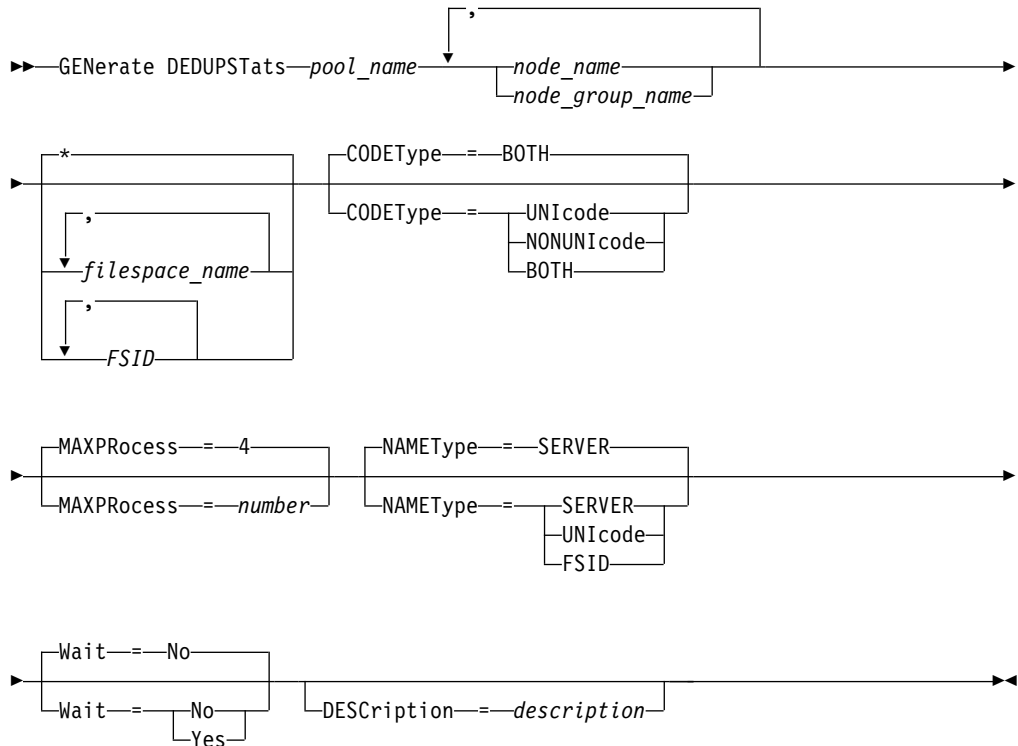 ,
GENerate DEDUPSTats pool_name node_name
node_group_name
*
,
filespace_name
,
FSID
CODEType = BOTH
CODEType = UNIcode
NONUNIcode
BOTH
MAXPRocess = 4
MAXPRocess = number
NAMEType = SERVER
NAMEType = SERVER
UNIcode
FSID
Wait = No
Wait = No
Yes
DESCription = description